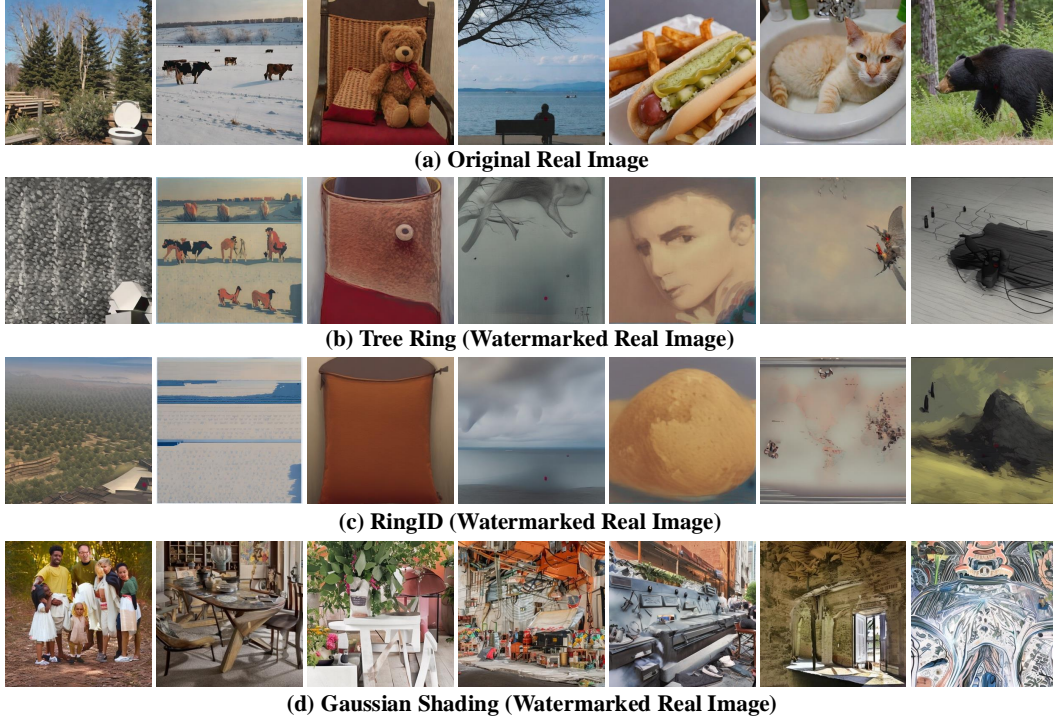 (a) Original Real Image
(b) Tree Ring (Watermarked Real Image)
(c) RingID (Watermarked Real Image)
(d) Gaussian Shading (Watermarked Real Image)